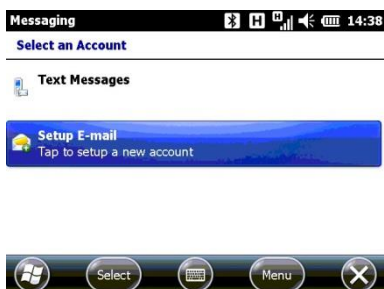 Messaging H H 14:38
Select an Account
Text Messages
Setup E-mail
Tap to setup a new account
Select Menu